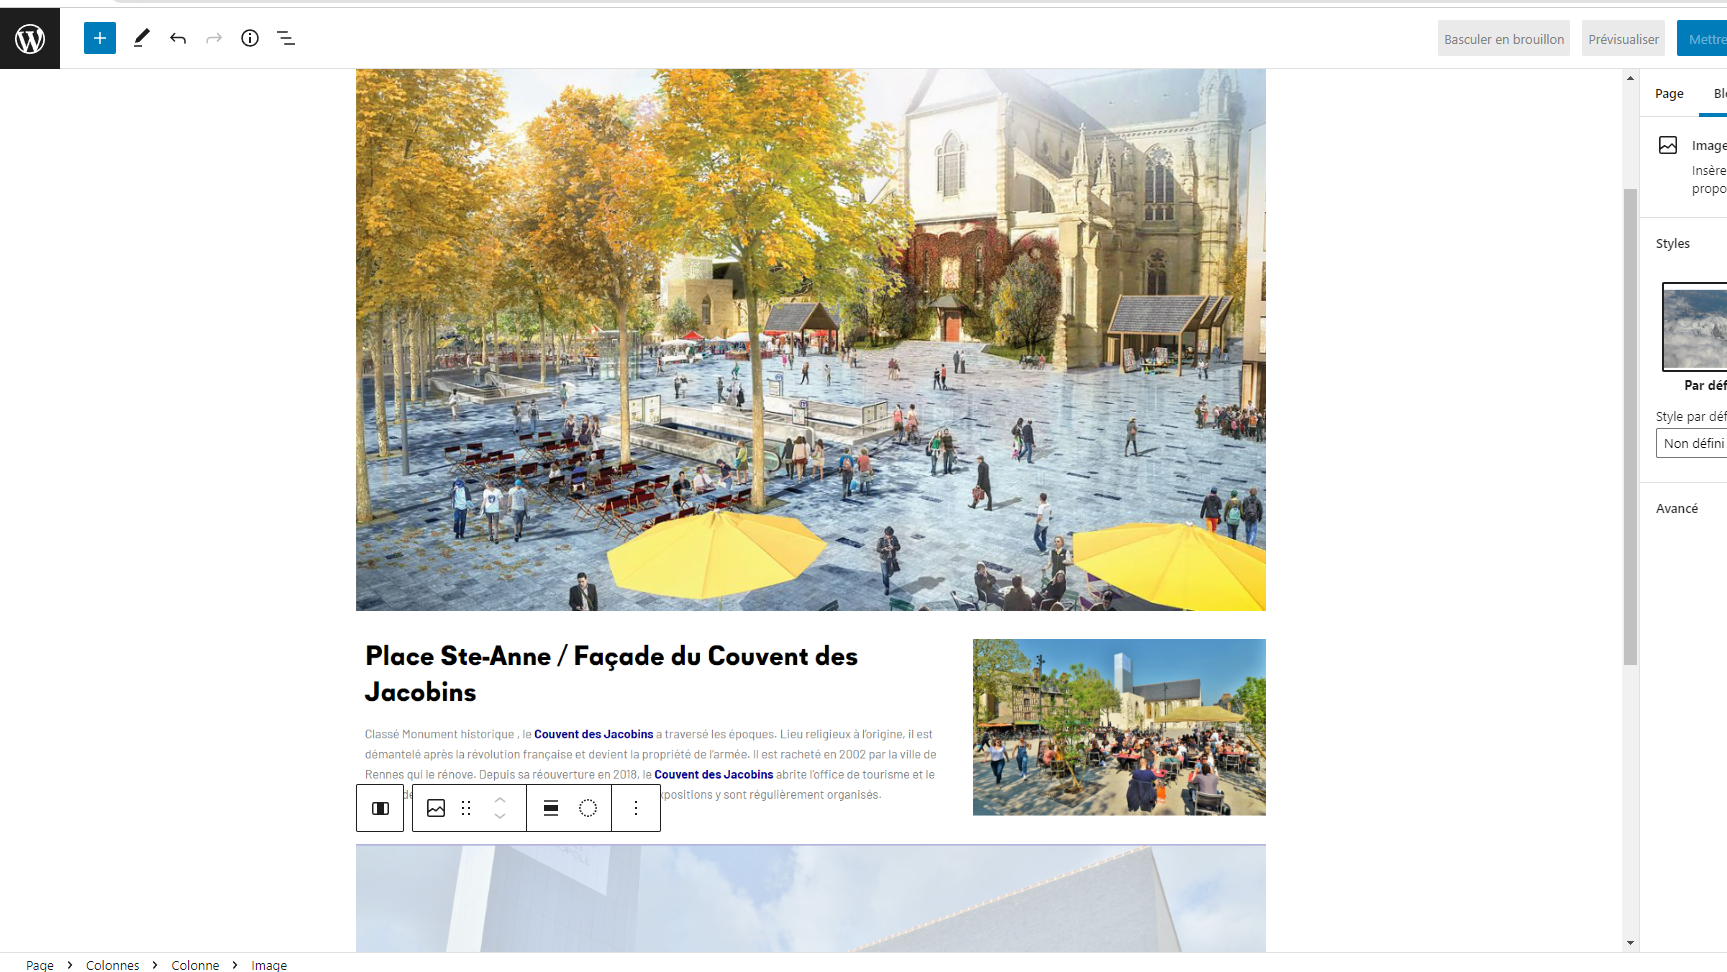 Basculer en brouillon
Prévisualiser
Mettre
Page
Blo
Image
Insère
propo
Styles
Par déf
Style par déf
Non défini
Avancé
Place Ste-Anne / Façade du Couvent des
Jacobins
Classé Monument historique , le Couvent des Jacobins a traversé les époques. Lieu religieux à l'origine, il est
démantelé après la révolution française et devient la propriété de l'armée. Il est racheté en 2002 par la ville de
Rennes qui le rénove. Depuis sa réouverture en 2018, le Couvent des Jacobins abrite l'office de tourisme et le
de xpositions y sont régulièrement organisés.
Page > Colonnes > Colonne > Image